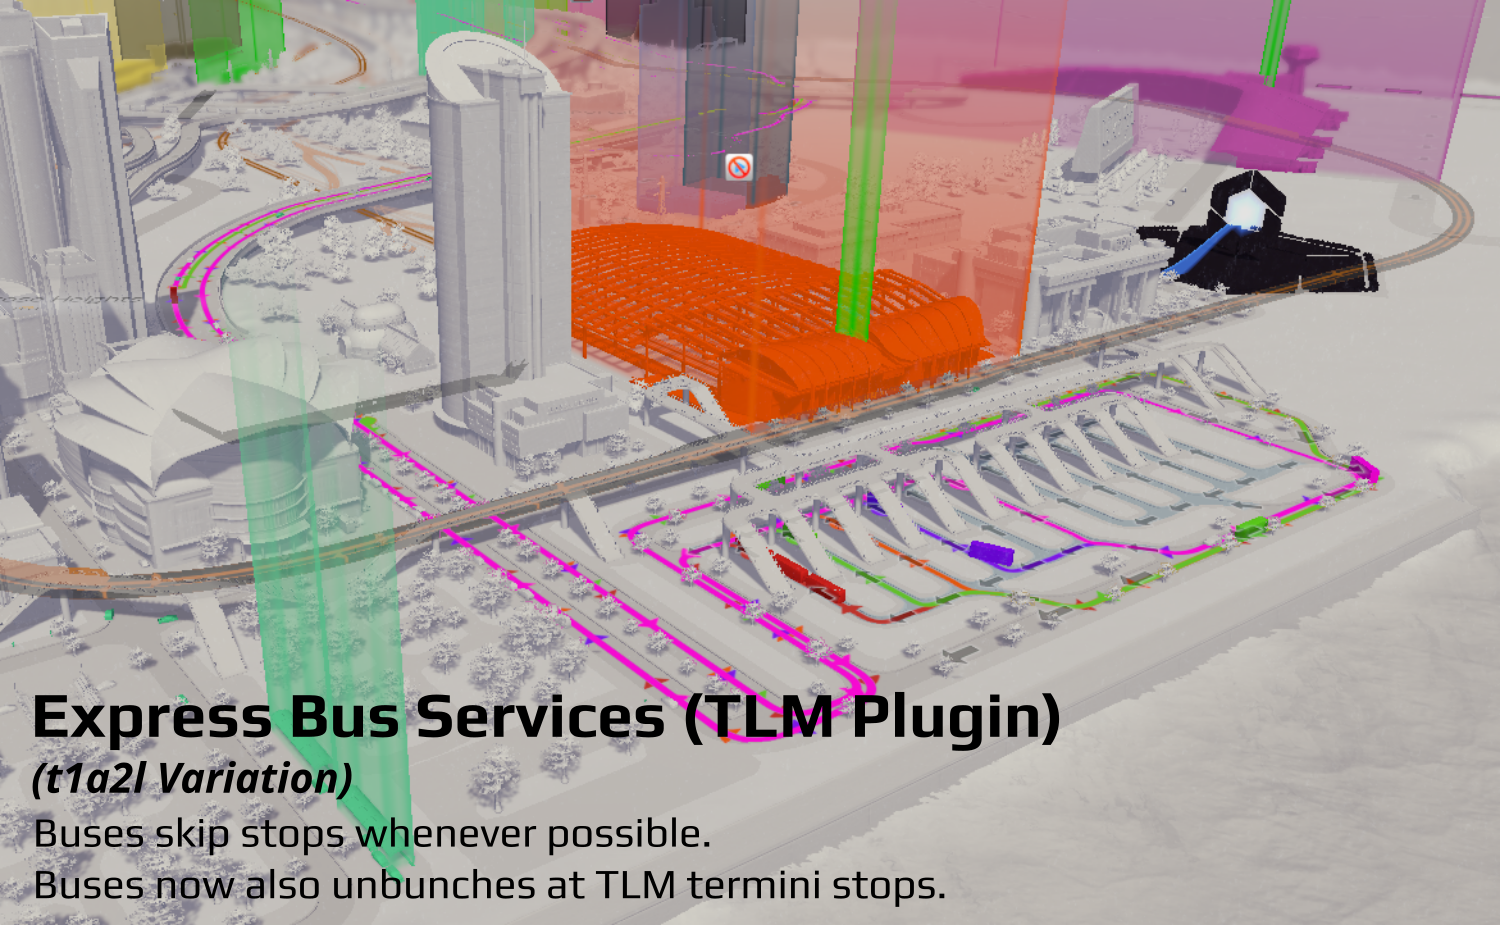 Heights
Express Bus Services (TLM Plugin)
(t1a2l Variation)
Buses skip stops whenever possible.
Buses now also unbunches at TLM termini stops.